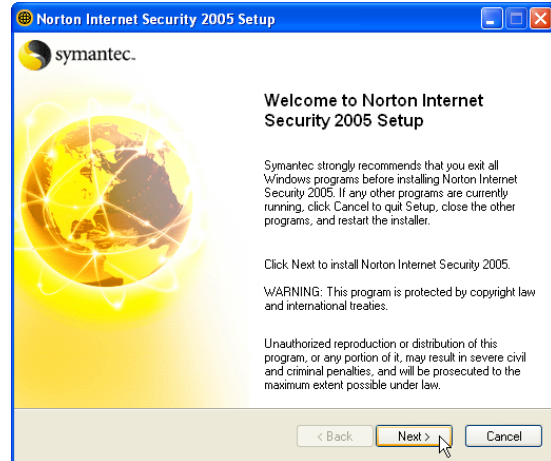 Norton Internet Security 2005 Setup
symantec.
Welcome to Norton Internet
Security 2005 Setup
Symantec strongly recommends that you exit all
Windows programs before installing Norton Internet
Security 2005. If any other programs are currently
running, click Cancel to quit Setup, close the other
programs, and restart the installer.
Click Next to install Norton Internet Security 2005.
WARNING: This program is protected by copyright law
and international treaties.
Unauthorized reproduction or distribution of this
program, or any portion of it, may result in severe civil
and criminal penalties, and will be prosecuted to the
maximum extent possible under law.
< Back Next > Cancel